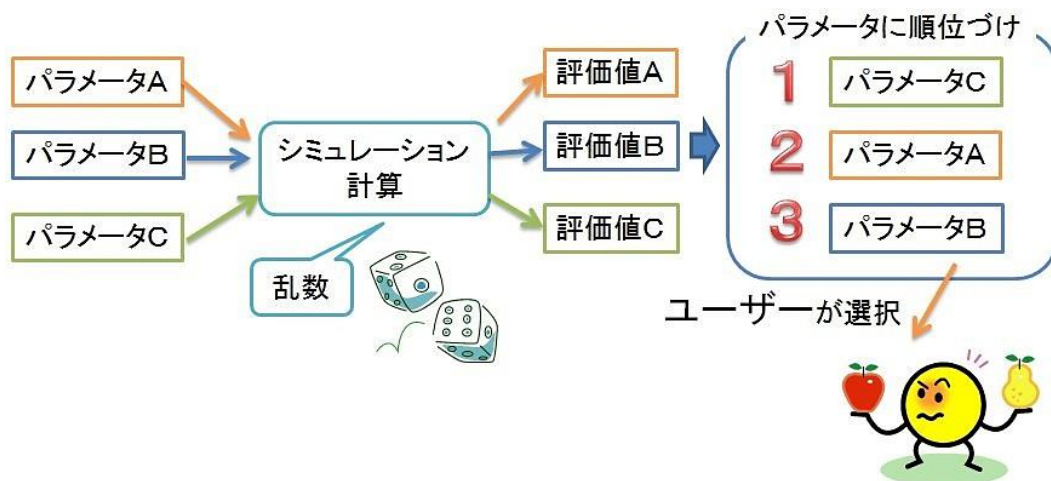 パラメータA
パラメータB
パラメータC
シミュレーション
計算
乱数
評価値A
評価値B
評価値C
パラメータに順位づけ
1 パラメータC
2 パラメータA
3 パラメータB
ユーザーが選択